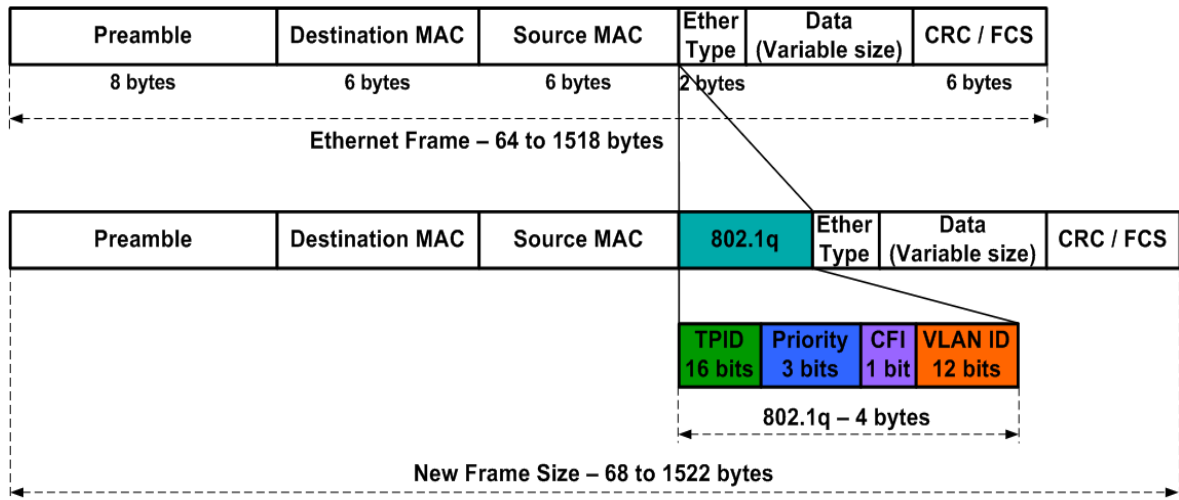 Preamble
Destination MAC
Source MAC
Ether
Type
Data
(Variable size)
CRC / FCS
8 bytes
6 bytes
6 bytes
2 bytes
6 bytes
Ethernet Frame – 64 to 1518 bytes
Preamble
Destination MAC
Source MAC
802.1q
Ether
Type
Data
(Variable size)
CRC / FCS
TPID
16 bits
Priority
3 bits
CFI
1 bit
VLAN ID
12 bits
802.1q – 4 bytes
New Frame Size – 68 to 1522 bytes